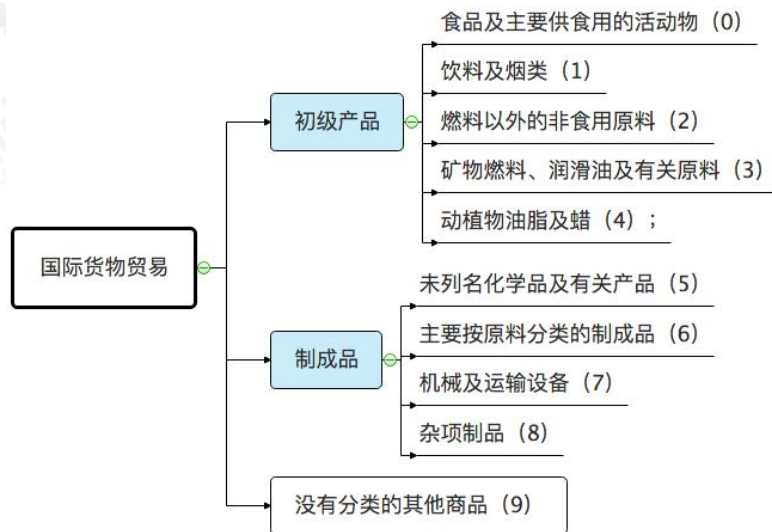 国际货物贸易
初级产品
食品及主要供食用的活动物（0）
饮料及烟类（1）
燃料以外的非食用原料（2）
矿物燃料、润滑油及有关原料（3）
动植物油脂及蜡（4）；
制成品
未列名化学品及有关产品（5）
主要按原料分类的制成品（6）
机械及运输设备（7）
杂项制品（8）
没有分类的其他商品（9）